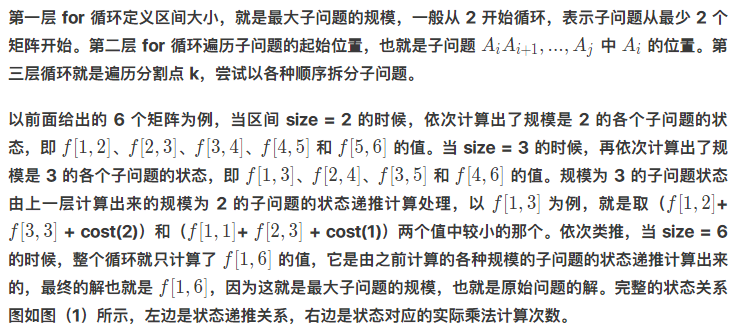 第一层 for 循环定义区间大小，就是最大子问题的规模，一般从 2 开始循环，表示子问题从最少 2 个
矩阵开始。第二层 for 循环遍历子问题的起始位置，也就是子问题 A_iA_{i+1}, ..., A_j 中 A_i 的位置。第
三层循环就是遍历分割点 k，尝试以各种顺序拆分子问题。
以前面给出的 6 个矩阵为例，当区间 size = 2 的时候，依次计算出了规模是 2 的各个子问题的状
态，即 f[1,2]、f[2,3]、f[3,4]、f[4,5] 和 f[5,6] 的值。当 size = 3 的时候，再依次计算出了规
模是 3 的各个子问题的状态，即 f[1,3]、f[2,4]、f[3,5] 和 f[4,6] 的值。规模为 3 的子问题状态
由上一层计算出来的规模为 2 的子问题的状态递推计算处理，以 f[1,3] 为例，就是取（f[1,2]+
f[3,3] + cost(2)）和（f[1,1]+ f[2,3] + cost(1)）两个值中较小的那个。依次类推，当 size = 6
的时候，整个循环就只计算了 f[1,6] 的值，它是由之前计算的各种规模的子问题的状态递推计算出来
的，最终的解也就是 f[1,6]，因为这就是最大子问题的规模，也就是原始问题的解。完整的状态关系
图如图（1）所示，左边是状态递推关系，右边是状态对应的实际乘法计算次数。